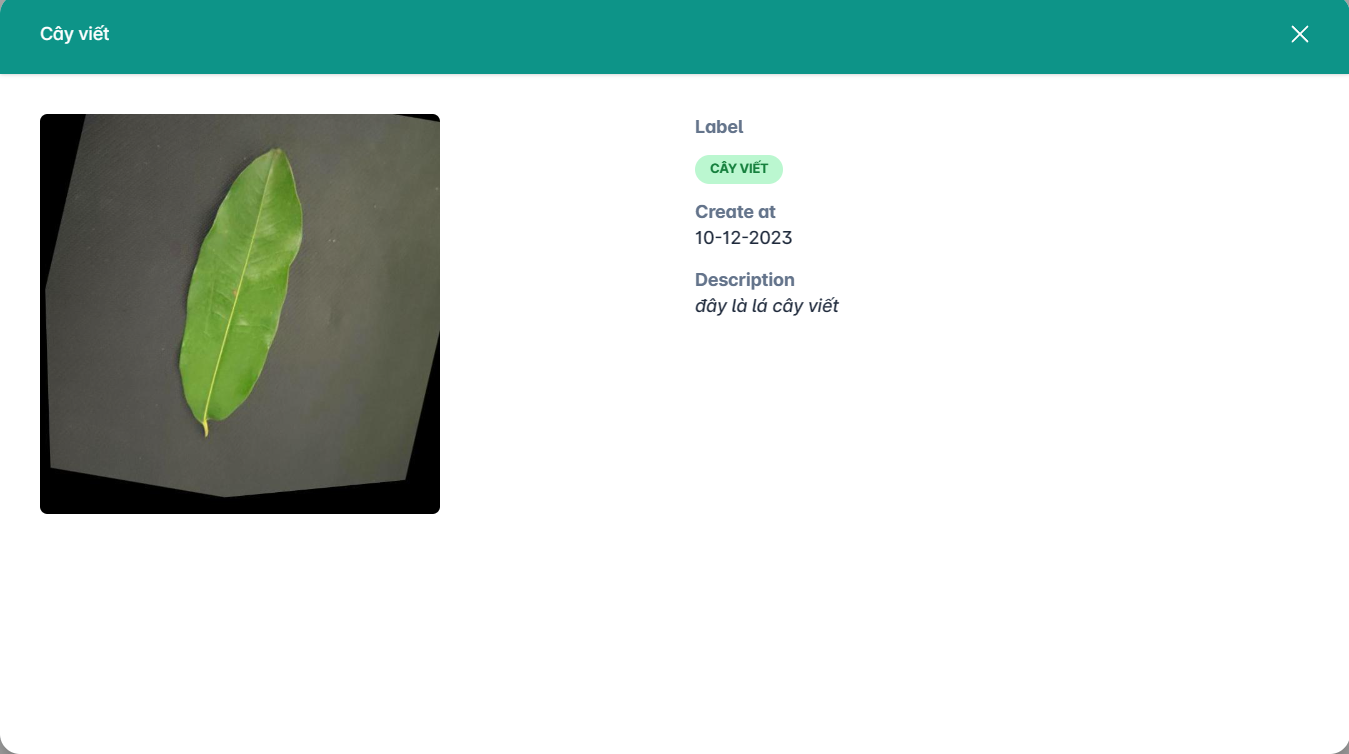 Cây viết
Label
CÂY VIẾT
Create at
10-12-2023
Description
đây là lá cây viết